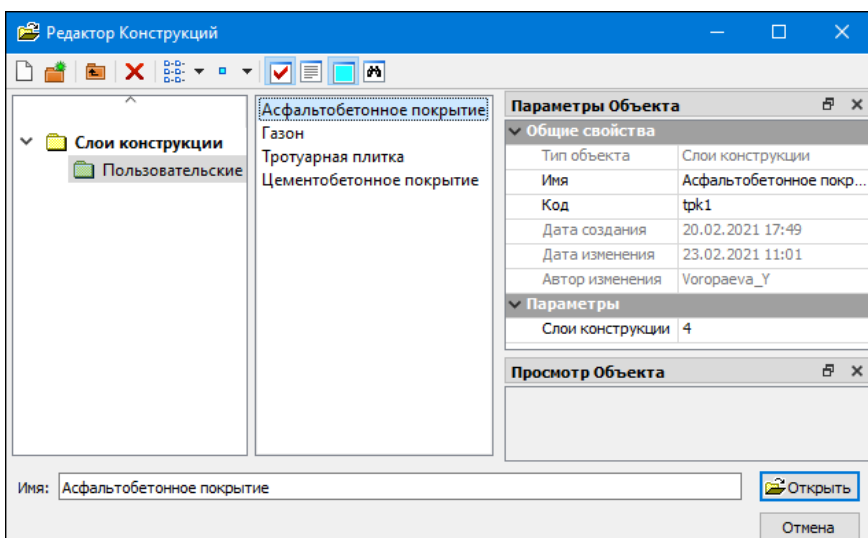 Редактор Конструкций
Слои конструкции
Пользовательские
Асфальтобетонное покрытие
Газон
Тротуарная плитка
Цементобетонное покрытие
Параметры Объекта
Общие свойства
Тип объекта Слои конструкции
Имя Асфальтобетонное покр...
Код tpk1
Дата создания 20.02.2021 17:49
Дата изменения 23.02.2021 11:01
Автор изменения Voropaeva_Y
Параметры
Слои конструкции 4
Просмотр Объекта
Имя: Асфальтобетонное покрытие
Открыть
Отмена